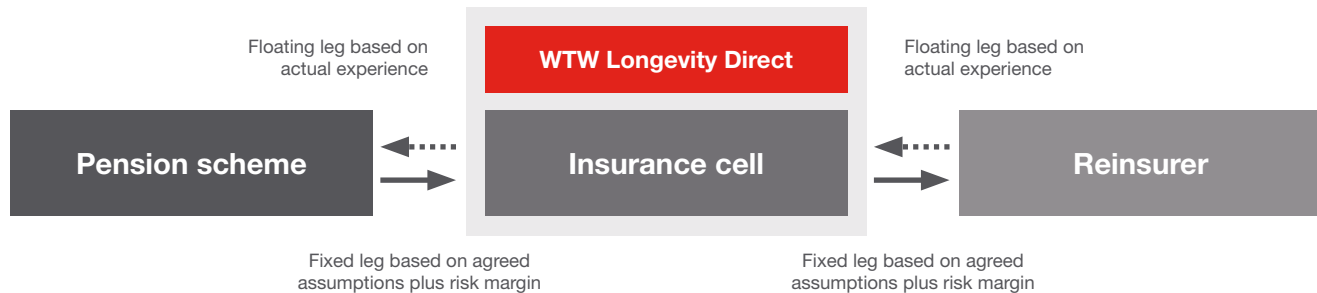 Floating leg based on
actual experience
WTW Longevity Direct
Floating leg based on
actual experience
Pension scheme
Insurance cell
Reinsurer
Fixed leg based on agreed
assumptions plus risk margin
Fixed leg based on agreed
assumptions plus risk margin